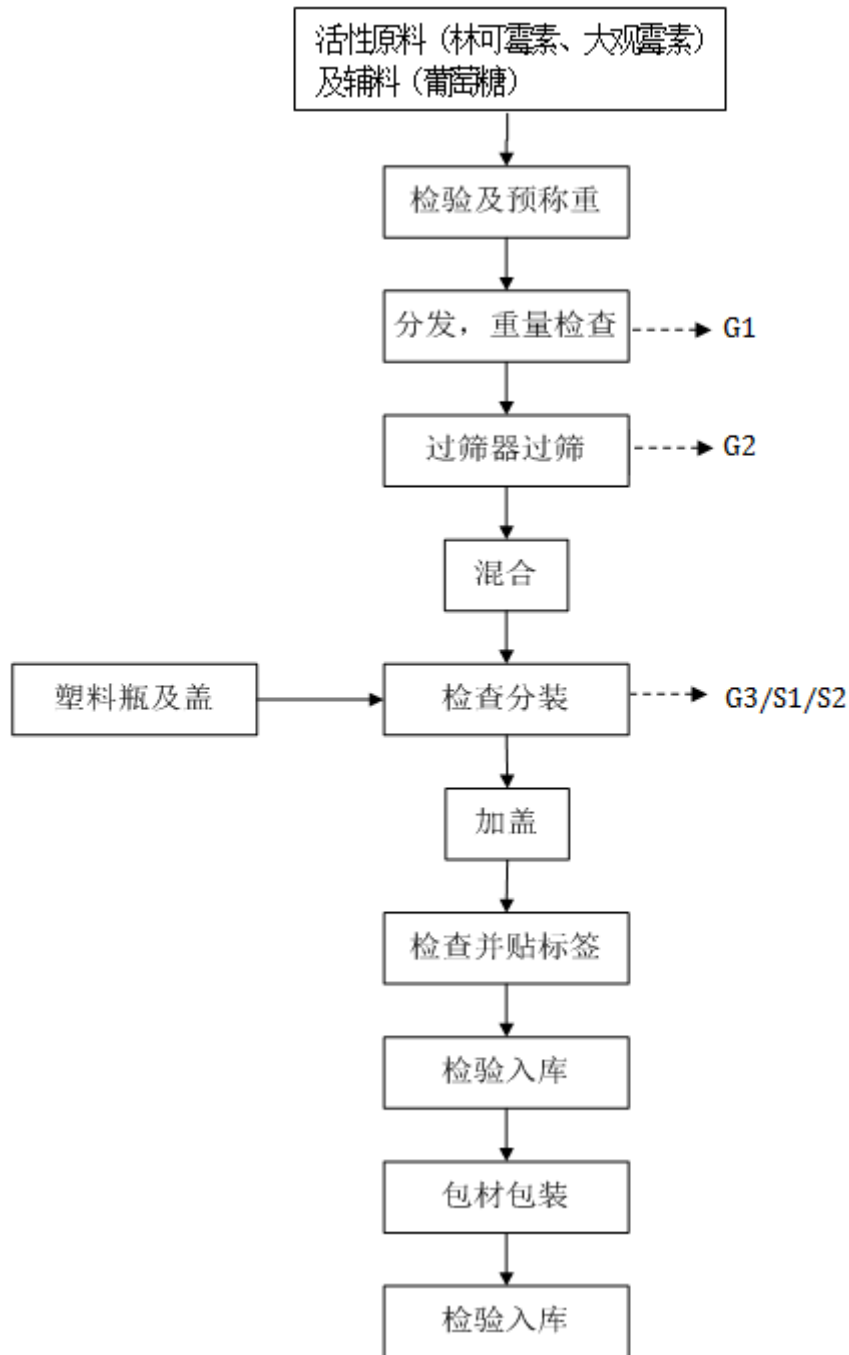 活性原料（林可霉素、大观霉素）
及辅料（葡萄糖）
检验及预称重
分发，重量检查
G1
过筛器过筛
G2
混合
塑料瓶及盖
检查分装
G3/S1/S2
加盖
检查并贴标签
检验入库
包材包装
检验入库